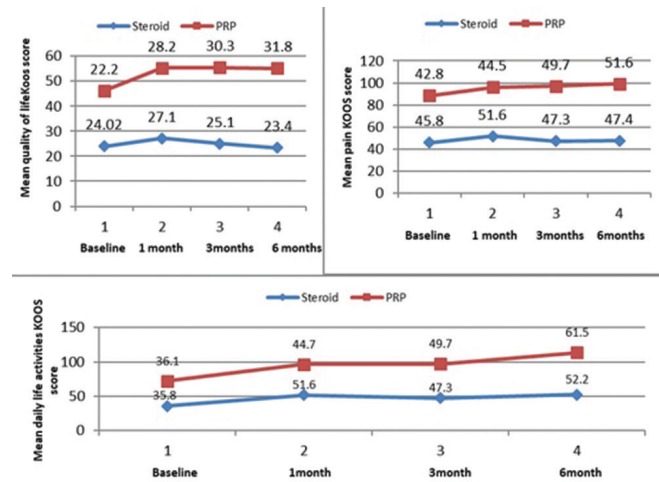 Steroid PRP
Mean quality of lifeKoos score
60
50
40
30
20
10
0
22.2 28.2 30.3 31.8
24.02 27.1 25.1 23.4
1 2 3 4
Baseline 1 month 3months 6 months
Steroid PRP
Mean pain KOOS score
120
100
80
60
40
20
0
42.8 44.5 49.7 51.6
45.8 51.6 47.3 47.4
1 2 3 4
Baseline 1month 3months 6months
Steroid PRP
Mean daily life activities KOOS
score
150
100
50
0
36.1 44.7 49.7 61.5
35.8 51.6 47.3 52.2
1 2 3 4
Baseline 1month 3month 6month